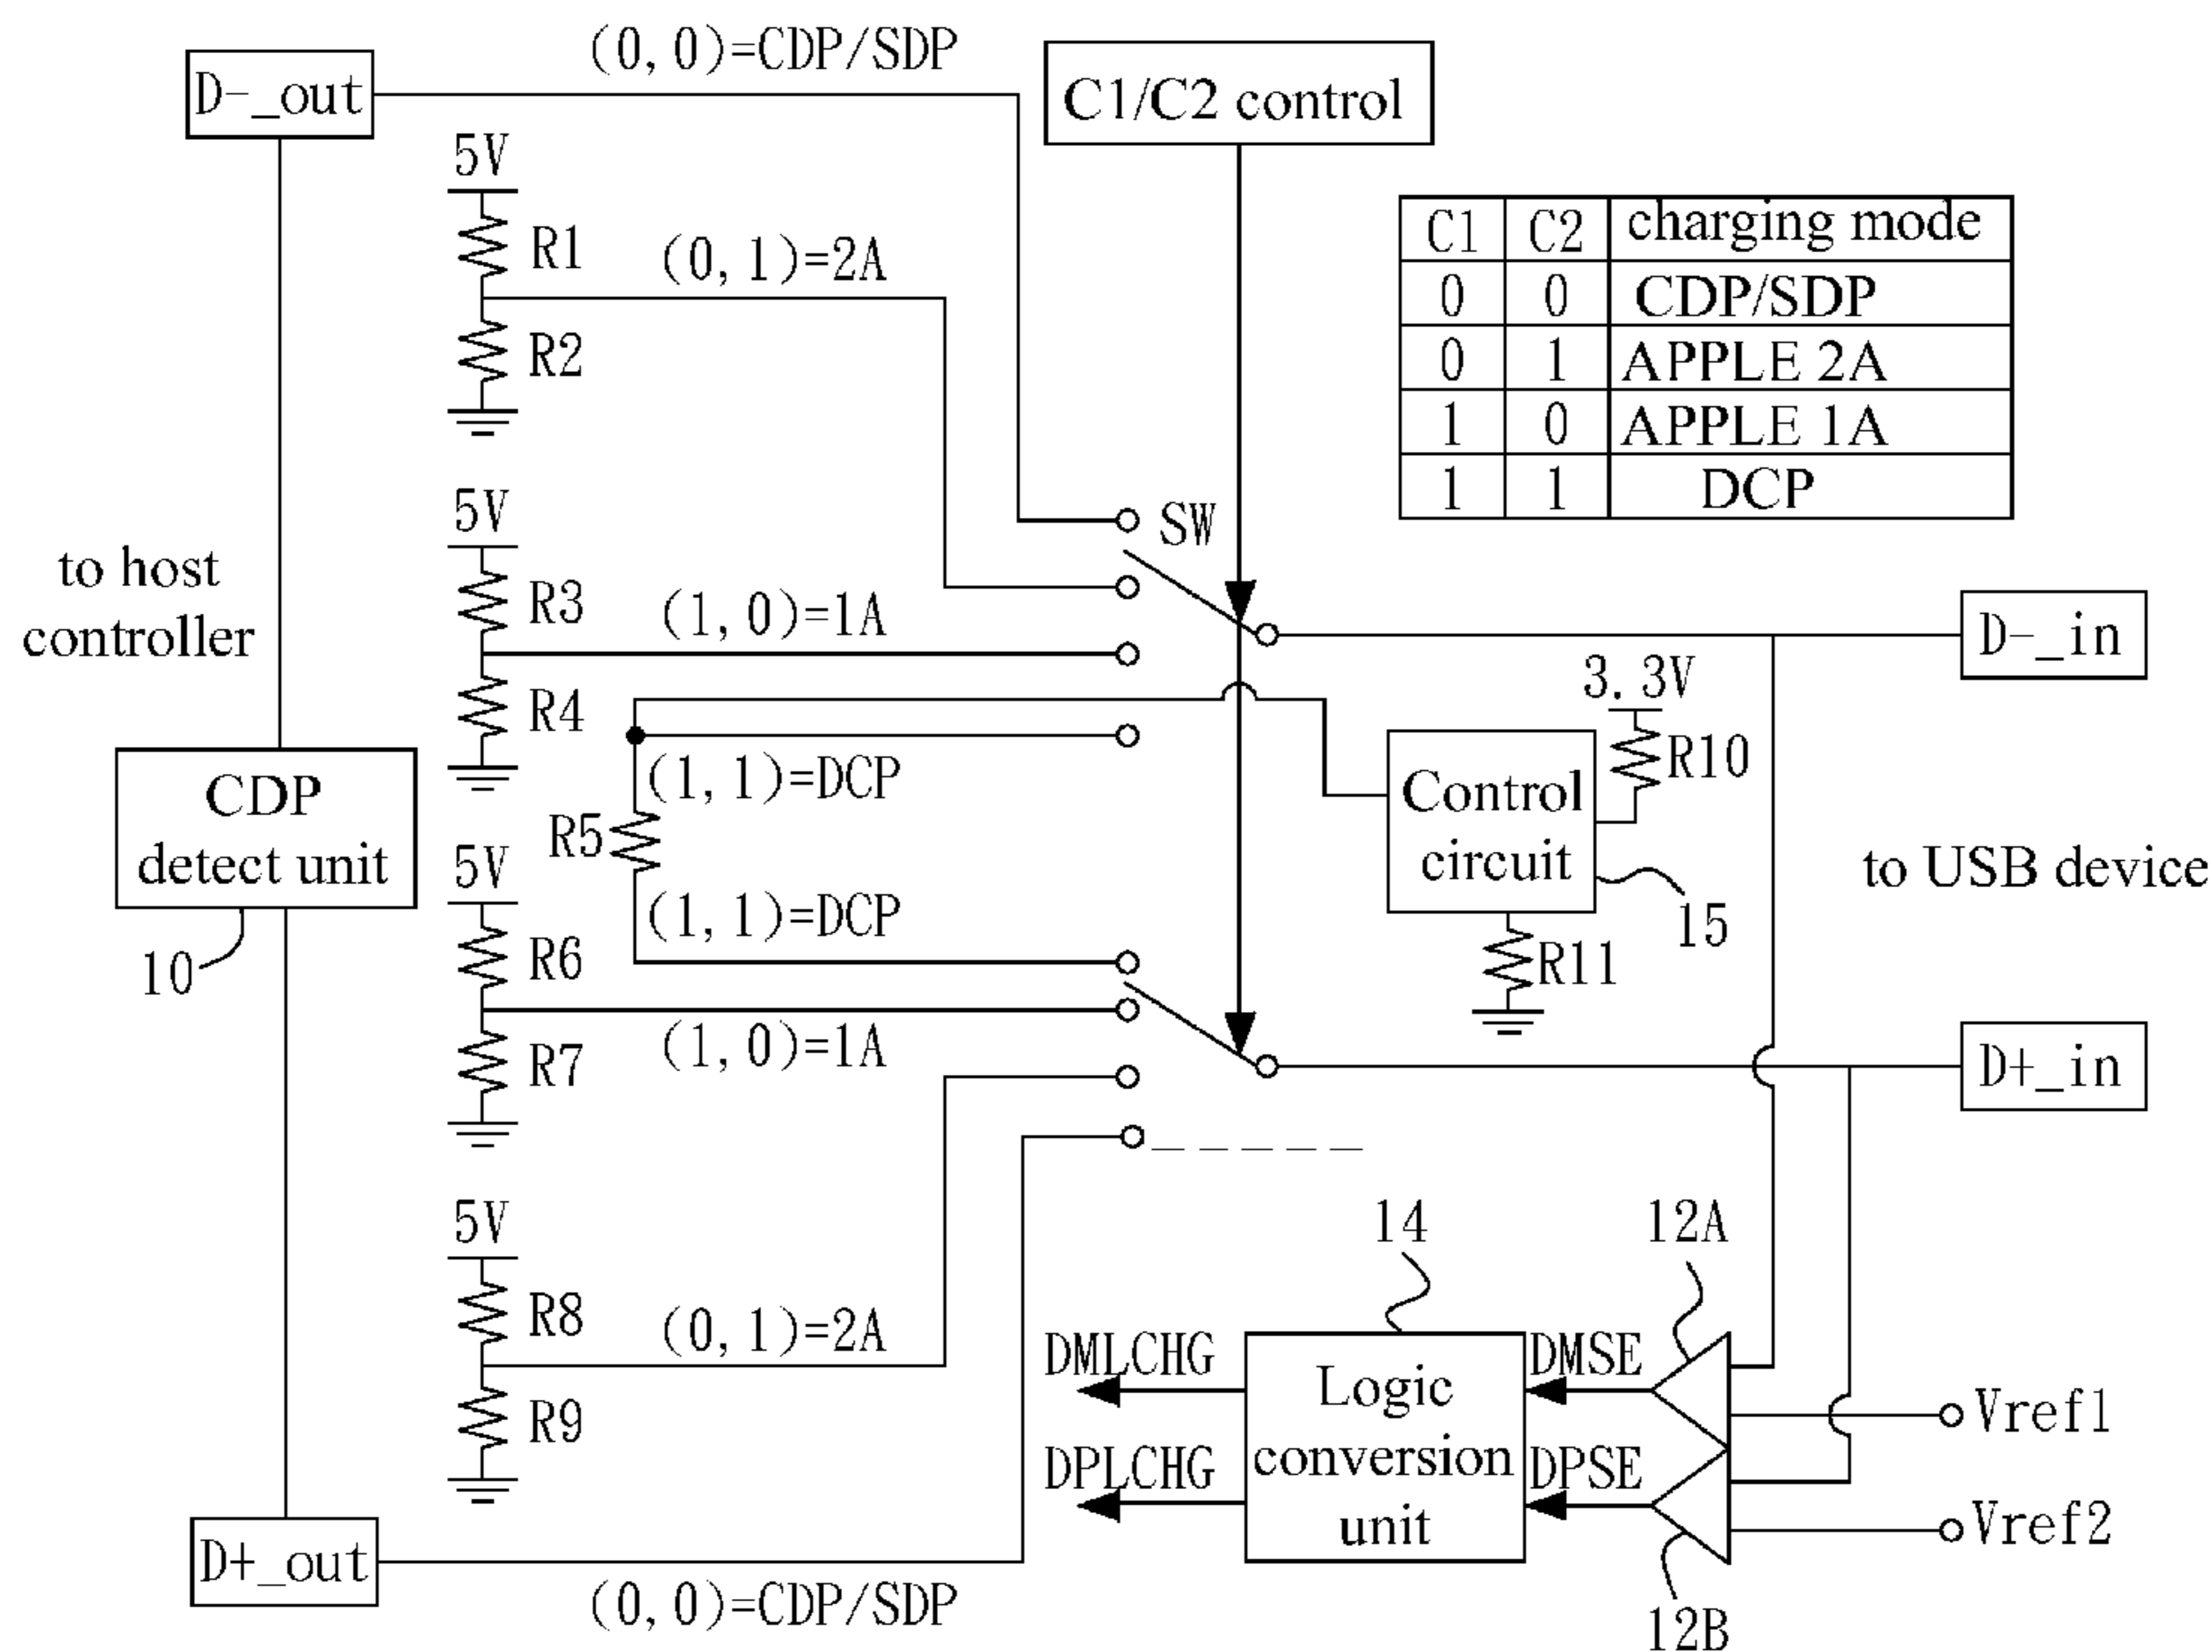 (0,0)=CDP/SDP
D-_out
C1/C2 control
5V
R1
(0,1)=2A
R2
C1 C2 charging mode
0 0 CDP/SDP
0 1 APPLE 2A
1 0 APPLE 1A
1 1 DCP
5V
SW
to host
controller
R3
(1,0)=1A
R4
D-_in
3.3V
R10
(1,1)=DCP
CDP
detect unit
10
R5
Control
circuit
15
to USB device
5V
(1,1)=DCP
R6
R11
(1,0)=1A
R7
D+_in
5V
R8
(0,1)=2A
R9
14
12A
DMLCHG
Logic
conversion
unit
DMSE
Vref1
DPLCHG
DPSE
Vref2
D+_out
(0,0)=CDP/SDP
12B